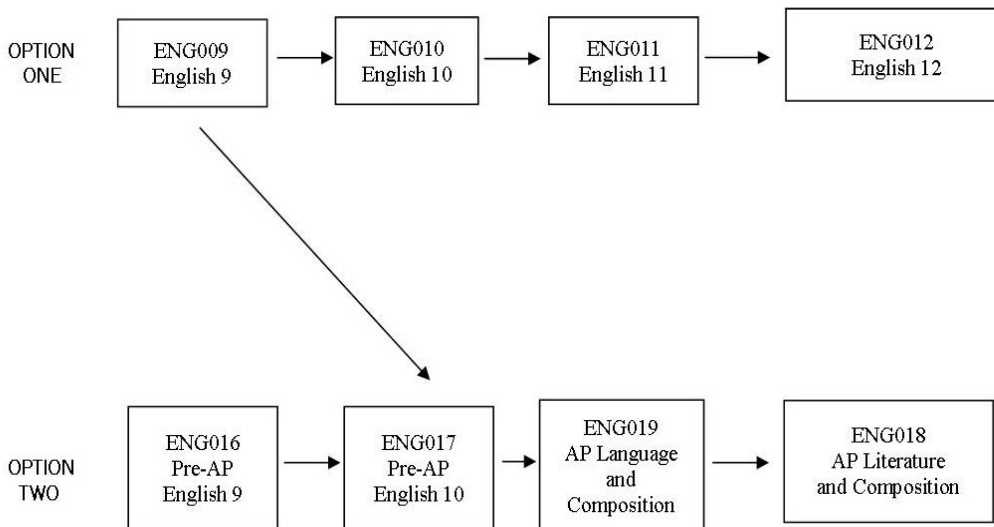 OPTION
ONE
ENG009
English 9
ENG010
English 10
ENG011
English 11
ENG012
English 12
OPTION
TWO
ENG016
Pre-AP
English 9
ENG017
Pre-AP
English 10
ENG019
AP Language
and
Composition
ENG018
AP Literature
and Composition